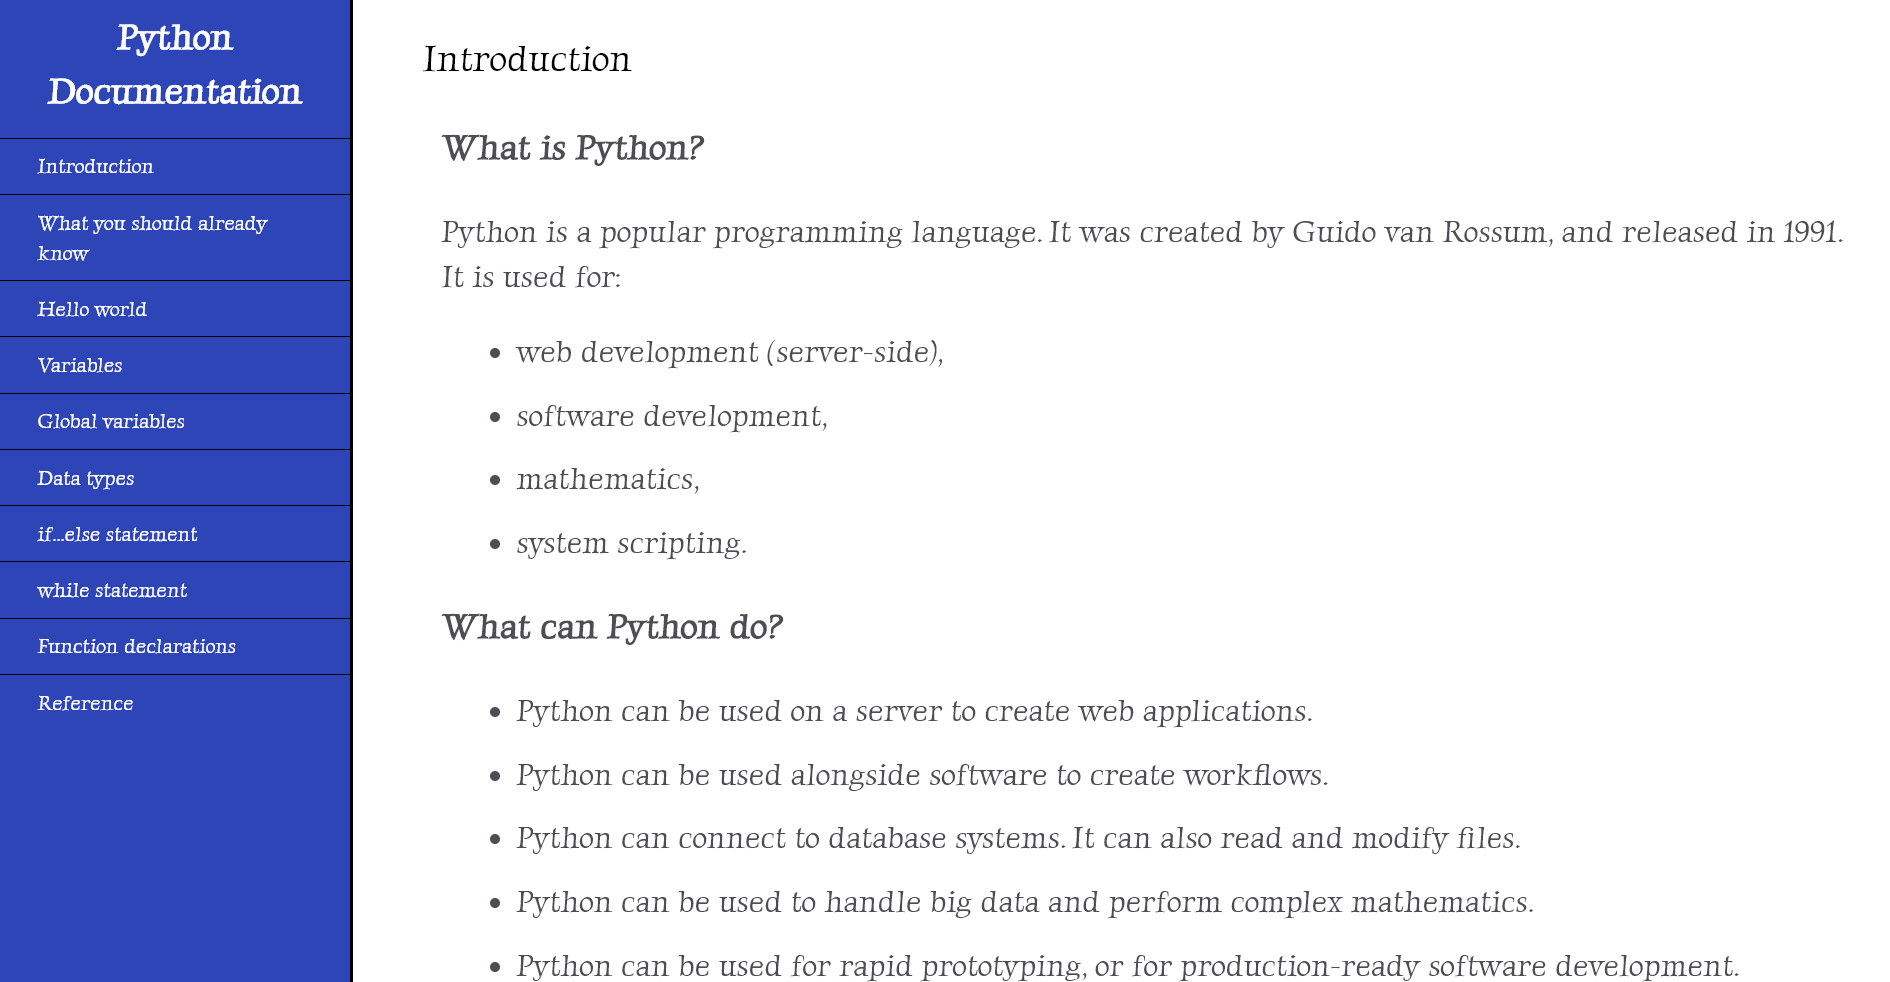 Python
Documentation
Introduction
What you should already
know
Hello world
Variables
Global variables
Data types
if...else statement
while statement
Function declarations
Reference
Introduction
What is Python?
Python is a popular programming language. It was created by Guido van Rossum, and released in 1991.
It is used for:
web development (server-side),
software development,
mathematics,
system scripting.
What can Python do?
Python can be used on a server to create web applications.
Python can be used alongside software to create workflows.
Python can connect to database systems. It can also read and modify files.
Python can be used to handle big data and perform complex mathematics.
Python can be used for rapid prototyping, or for production-ready software development.